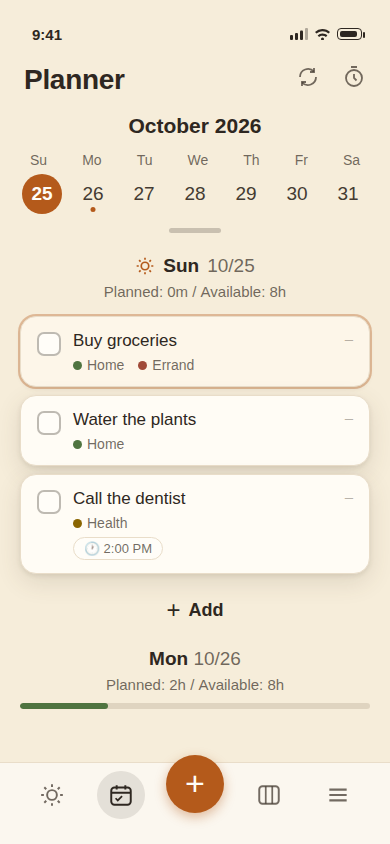 9:41
Planner
October 2026
Su Mo Tu We Th Fr Sa
25 26 27 28 29 30 31
Sun 10/25
Planned: 0m / Available: 8h
Buy groceries –
Home Errand
Water the plants –
Home
Call the dentist –
Health
🕐 2:00 PM
+ Add
Mon 10/26
Planned: 2h / Available: 8h